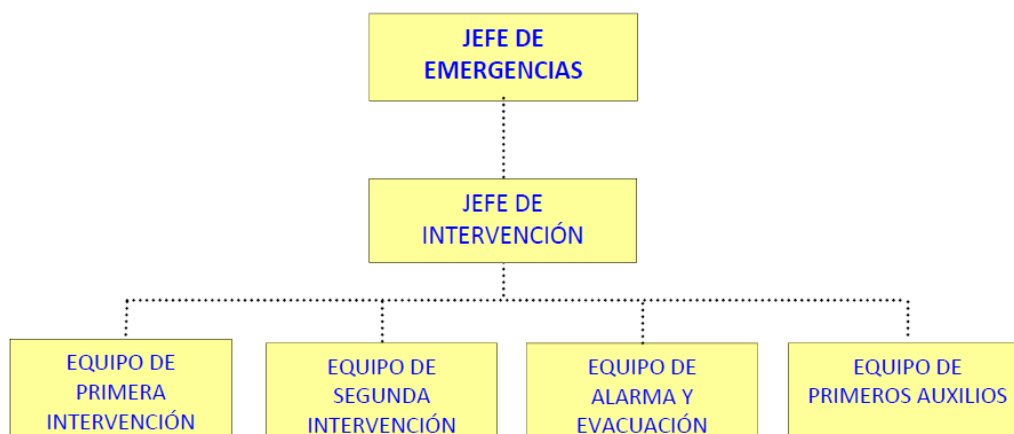 JEFE DE
EMERGENCIAS
JEFE DE
INTERVENCIÓN
EQUIPO DE
PRIMERA
INTERVENCIÓN
EQUIPO DE
SEGUNDA
INTERVENCIÓN
EQUIPO DE
ALARMA Y
EVACUACIÓN
EQUIPO DE
PRIMEROS AUXILIOS